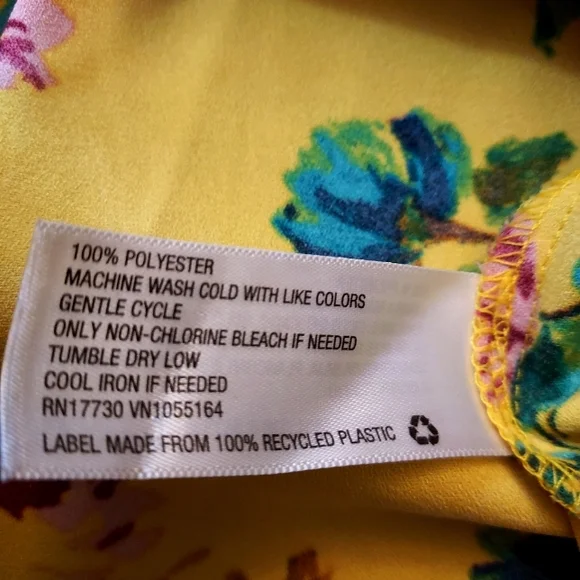 100% POLYESTER
MACHINE WASH COLD WITH LIKE COLORS
GENTLE CYCLE
ONLY NON-CHLORINE BLEACH IF NEEDED
TUMBLE DRY LOW
COOL IRON IF NEEDED
RN17730 VN1055164
LABEL MADE FROM 100% RECYCLED PLASTIC